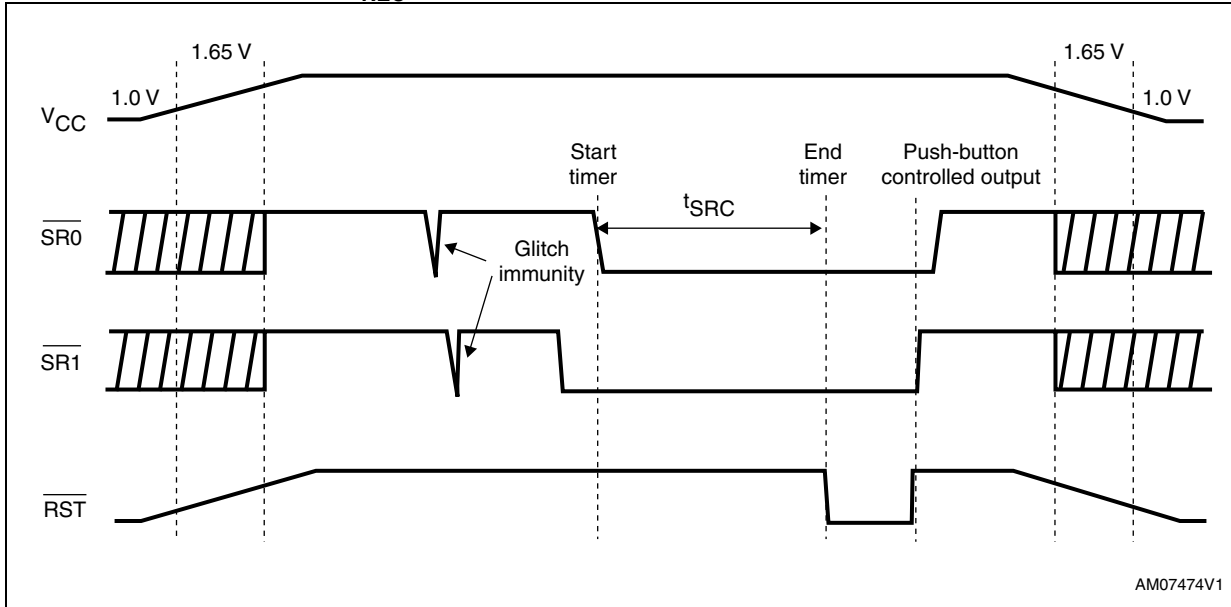 1.65 V
1.65 V
1.0 V
1.0 V
VCC
Start
timer
End
timer
Push-button
controlled output
tSRC
SR0
Glitch
immunity
SR1
RST
AM07474V1